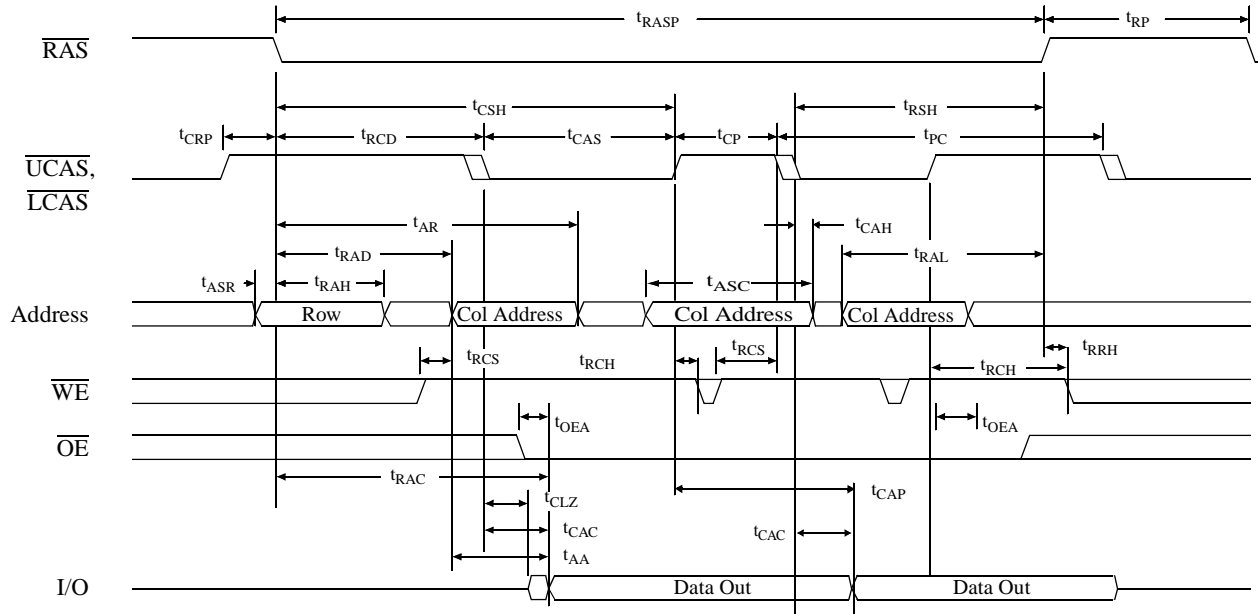 tRASP
tRP
RAS
tCSH
tRSH
tCRP
tRCD
tCAS
tCP
tPC
UCAS,
LCAS
tAR
tCAH
tRAD
tRAL
tASR
tRAH
tASC
Address
Row
Col Address
Col Address
Col Address
tRCS
tRCH
tRCS
tRRH
tRCH
WE
tOEA
tOEA
OE
tRAC
tCLZ
tCAP
tCAC
tCAC
tAA
I/O
Data Out
Data Out